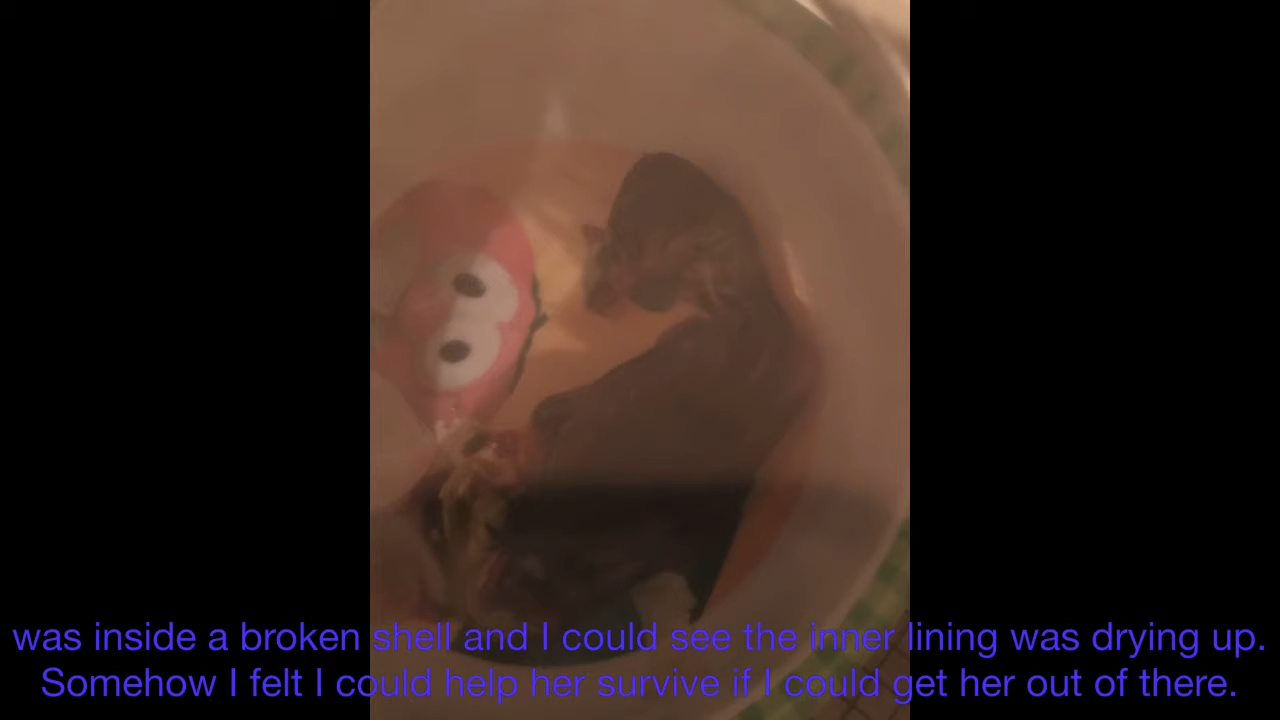 was inside a broken shell and I could see the inner lining was drying up.
Somehow I felt I could help her survive if I could get her out of there.